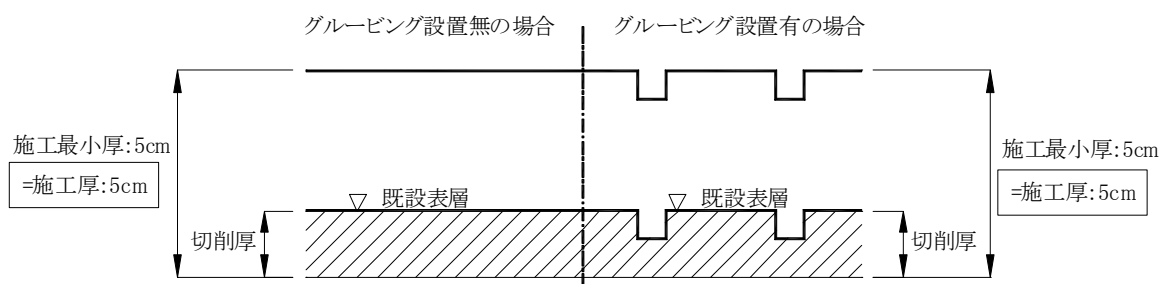 グルービング設置無の場合
グルービング設置有の場合
施工最小厚:5cm
=施工厚:5cm
既設表層
切削厚
既設表層
切削厚
施工最小厚:5cm
=施工厚:5cm